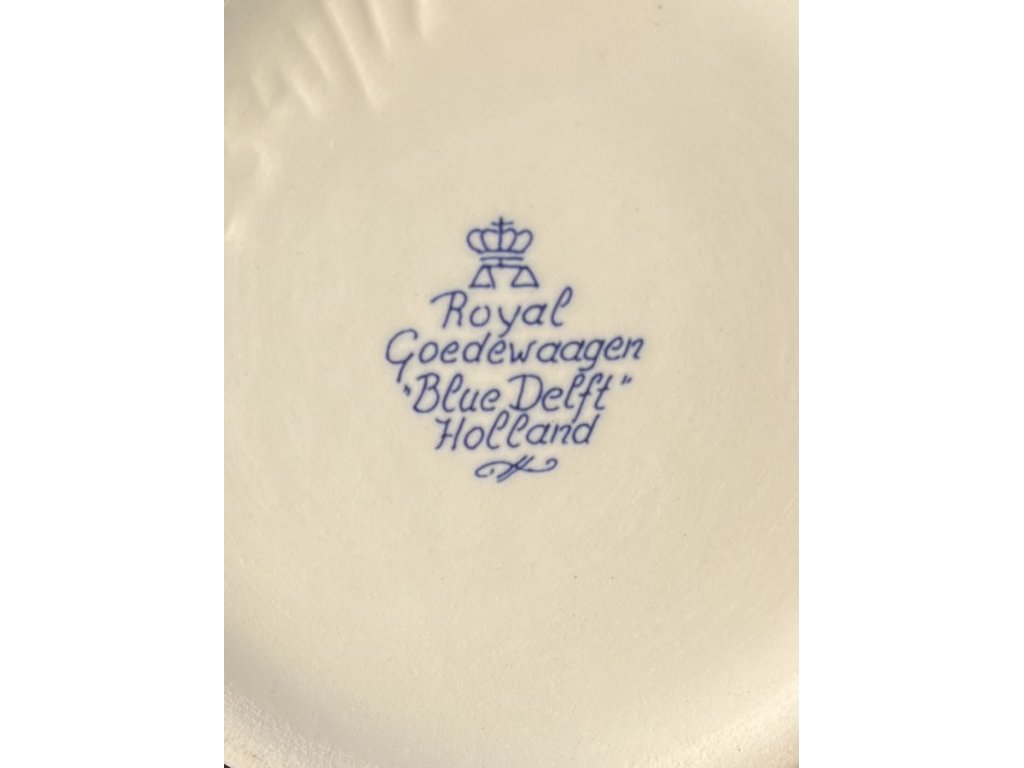 Royal
Goedewaagen
"Blue Delft"
Holland